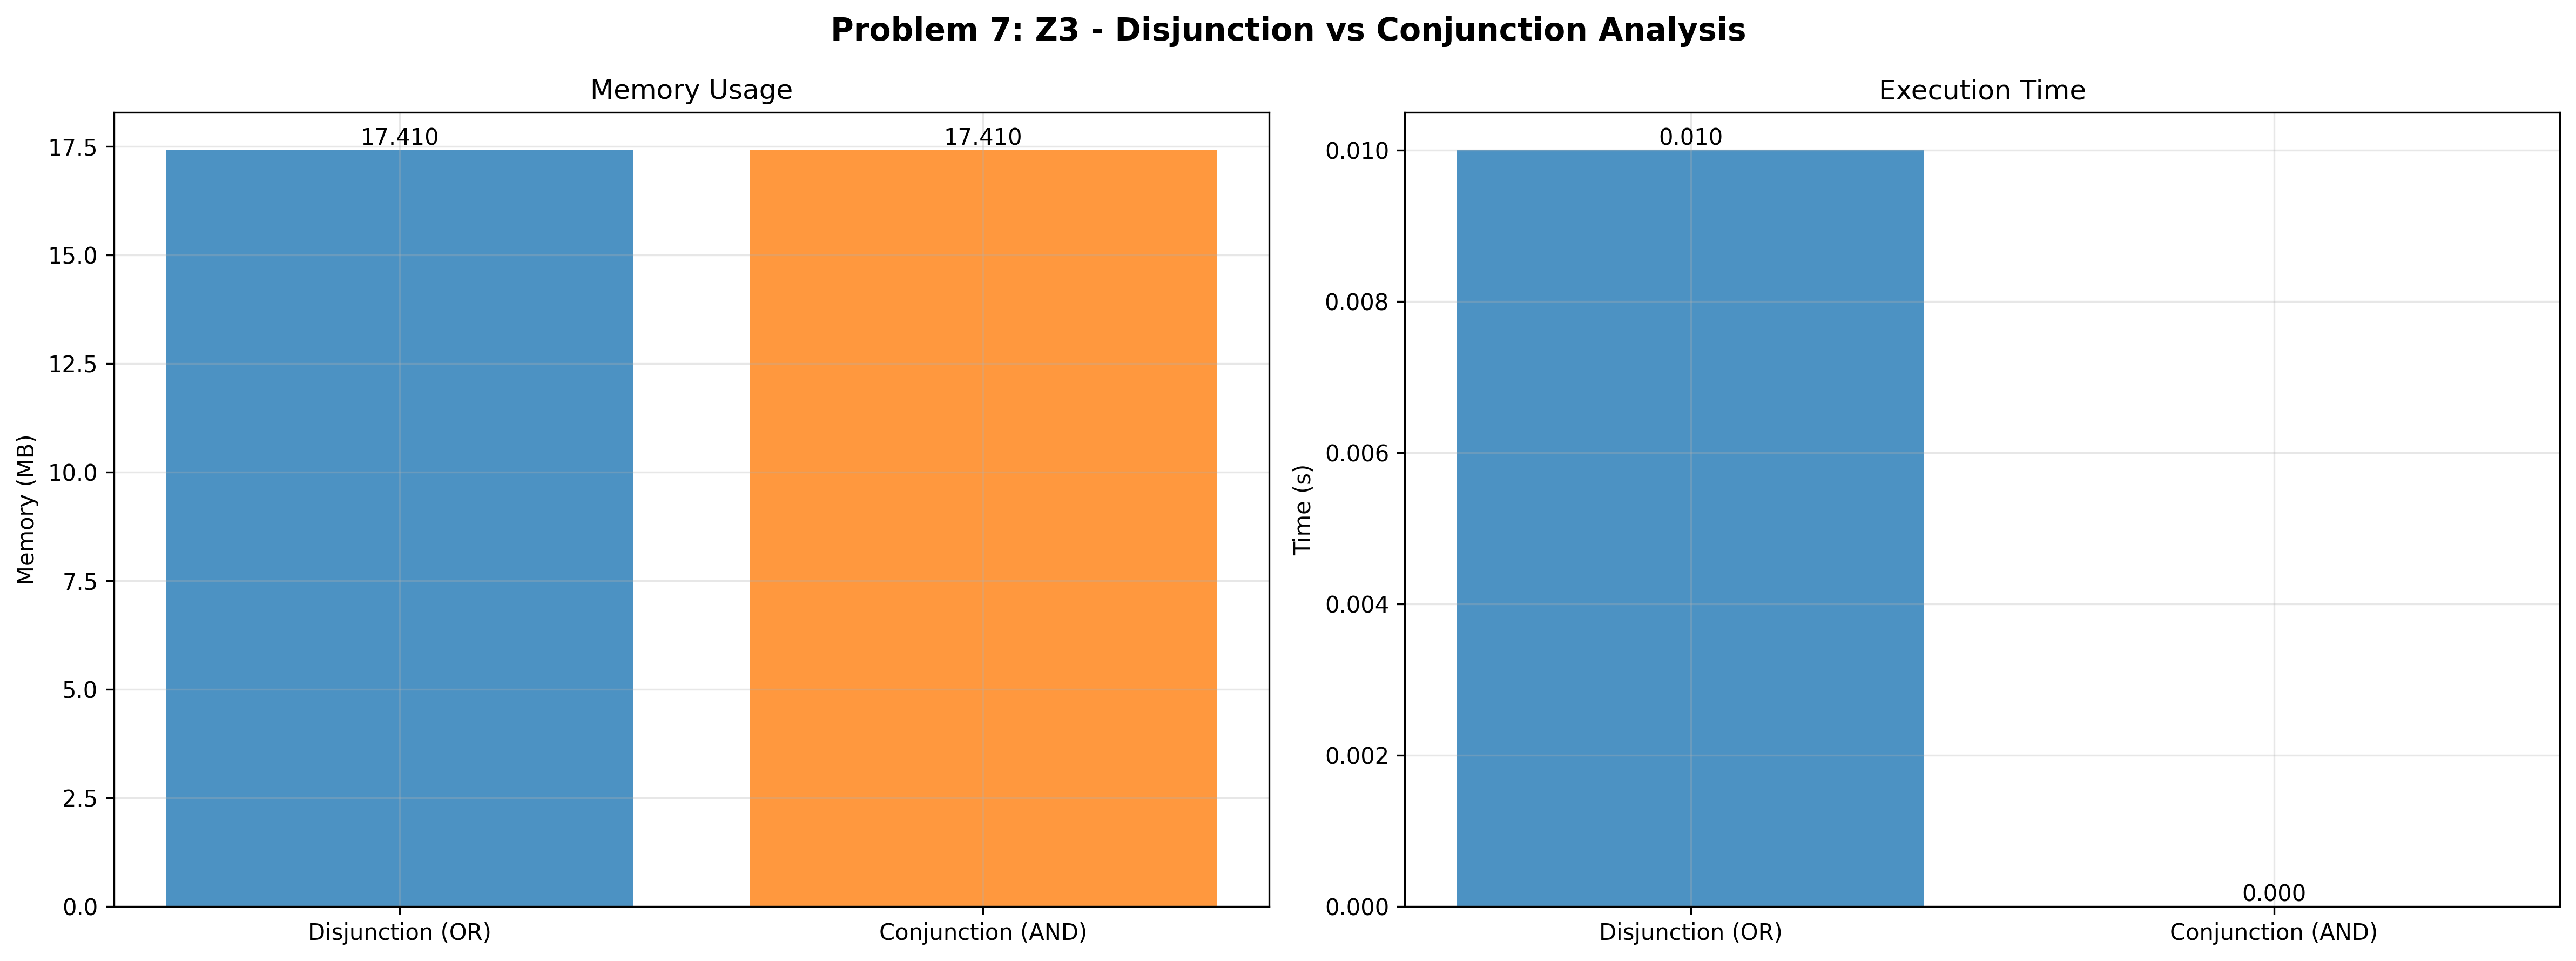 Problem 7: Z3 - Disjunction vs Conjunction Analysis
Memory Usage
17.410
17.410
17.5
15.0
12.5
10.0
7.5
5.0
2.5
0.0
Memory (MB)
Disjunction (OR)
Conjunction (AND)
Execution Time
0.010
0.000
0.010
0.008
0.006
0.004
0.002
0.000
Time (s)
Disjunction (OR)
Conjunction (AND)